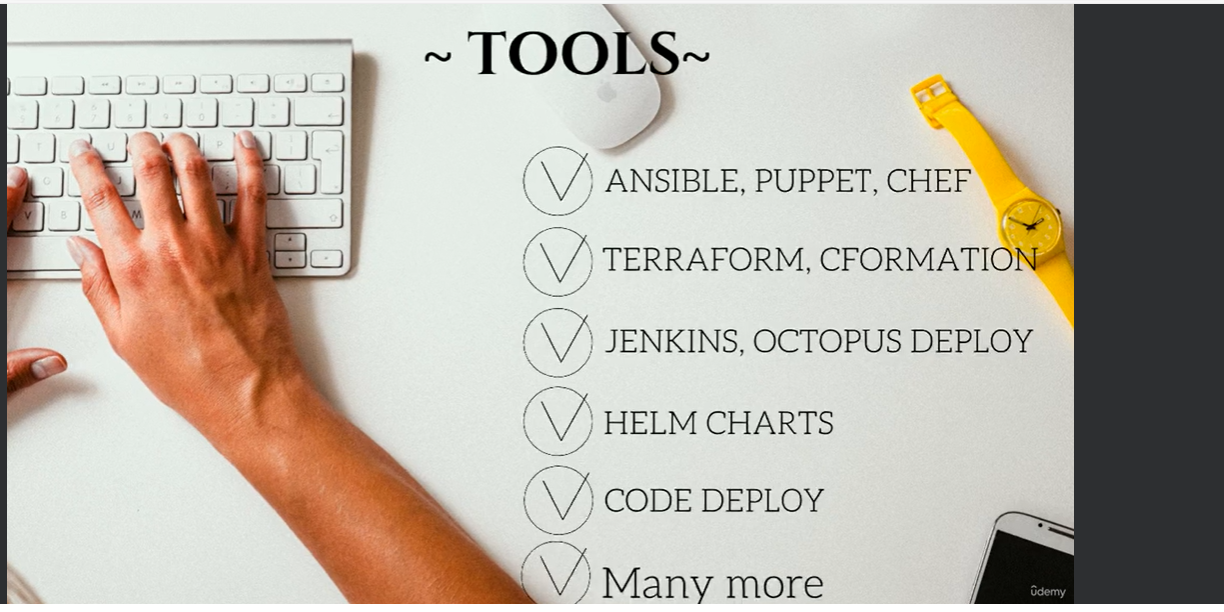 ~ TOOLS~
ANSIBLE, PUPPET, CHEF
TERRAFORM, CFORMATION
JENKINS, OCTOPUS DEPLOY
HELM CHARTS
CODE DEPLOY
Many more
ûdemy